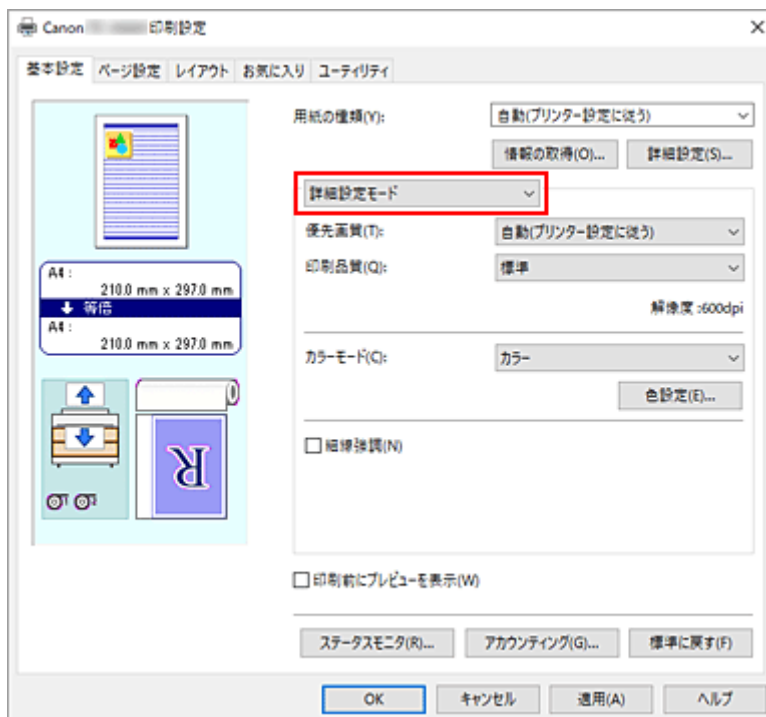 Canon 印刷設定
基本設定 ページ設定 レイアウト お気に入り ユーティリティ
用紙の種類(Y): 自動(プリンター設定に従う)
情報の取得(O)... 詳細設定(S)...
詳細設定モード
優先画質(T): 自動(プリンター設定に従う)
印刷品質(Q): 標準
解像度 :600dpi
カラーモード(C): カラー
色設定(E)...
細線強調(N)
A4 :
210.0 mm x 297.0 mm
等倍
A4 :
210.0 mm x 297.0 mm
R
印刷前にプレビューを表示(W)
ステータスモニタ(R)... アカウンティング(G)... 標準に戻す(F)
OK キャンセル 適用(A) ヘルプ